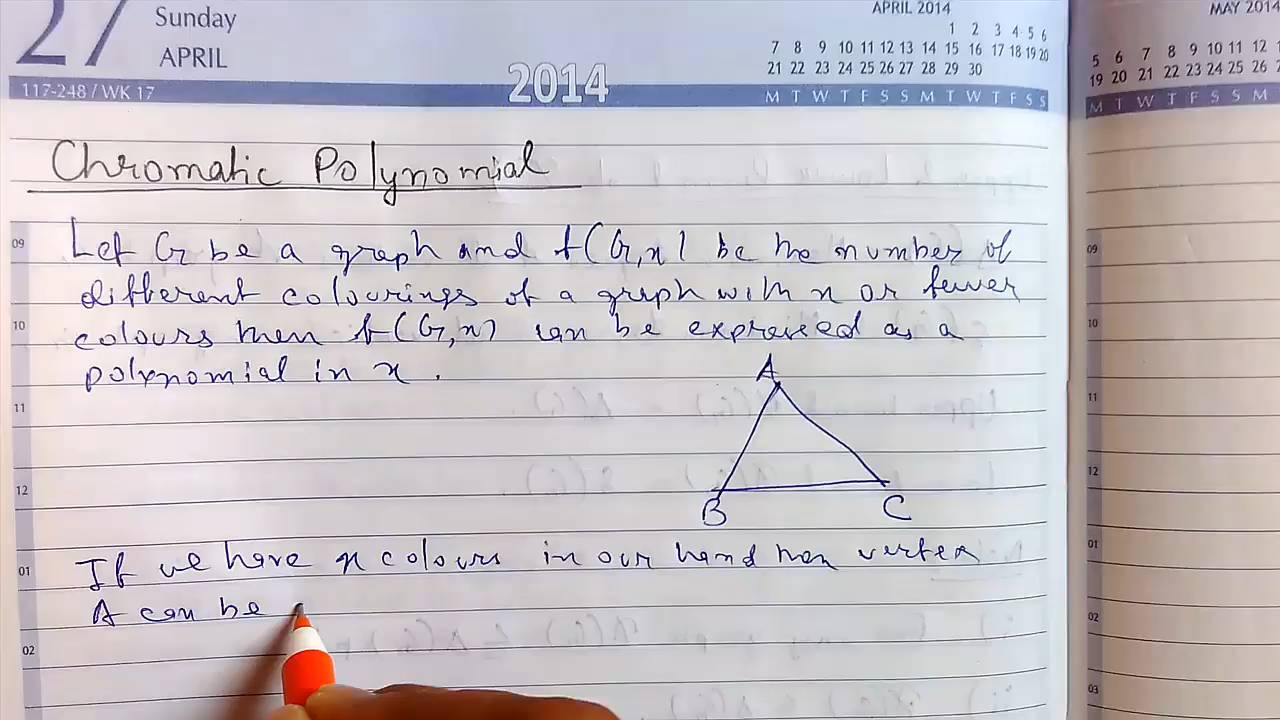 27 Sunday
APRIL
APRIL 2014
1 2 3 4 5 6
7 8 9 10 11 12 13 14 15 16 17 18 19 20
21 22 23 24 25 26 27 28 29 30
M T W T F S S M T W T F S S
117-248 / WK 17
2014
MAY 2014
5 6 7 8 9 10 11 12
19 20 21 22 23 24 25 26
M T W T F S S M
Chromatic Polynomial
09 Let G be a graph and f(G,x) be the number of
different colourings of a graph with x or fewer
10 colours then f(G,x) can be expressed as a
polynomial in x.
A
11
12
B C
01 If we have x colours in our hand then vertex
A can be
02
09
10
11
12
01
02
03